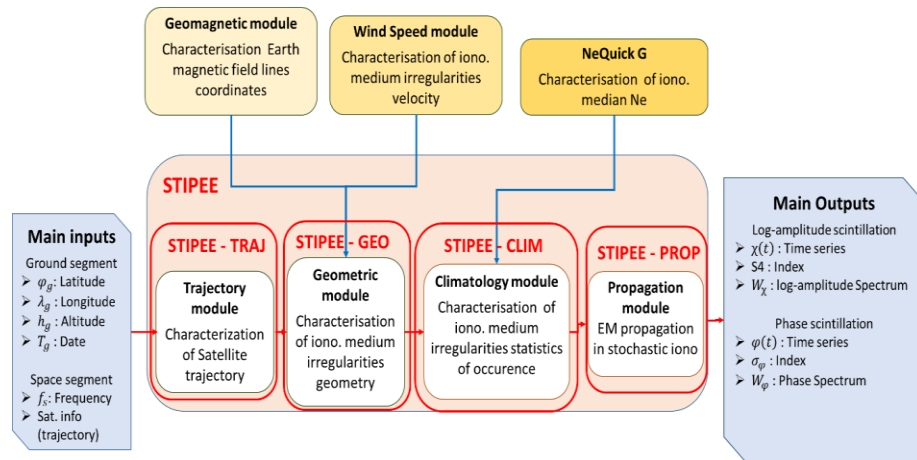 Geomagnetic module
Characterisation Earth
magnetic field lines
coordinates
Wind Speed module
Characterisation of iono.
medium irregularities
velocity
NeQuick G
Characterisation of iono.
median Ne
STIPEE
Main inputs
Ground segment
➢ φg: Latitude
➢ λg: Longitude
➢ hg: Altitude
➢ Tg: Date
Space segment
➢ fs: Frequency
➢ Sat. info
(trajectory)
STIPEE - TRAJ
Trajectory
module
Characterization
of Satellite
trajectory
STIPEE - GEO
Geometric
module
Characterisation
of iono. medium
irregularities
geometry
STIPEE - CLIM
Climatology module
Characterisation of
iono. medium
irregularities statistics
of occurence
STIPEE - PROP
Propagation
module
EM propagation
in stochastic iono
Main Outputs
Log-amplitude scintillation
➢ χ(t) : Time series
➢ S4 : Index
➢ Wχ : log-amplitude Spectrum
Phase scintillation
➢ φ(t) : Time series
➢ σφ : Index
➢ Wφ : Phase Spectrum